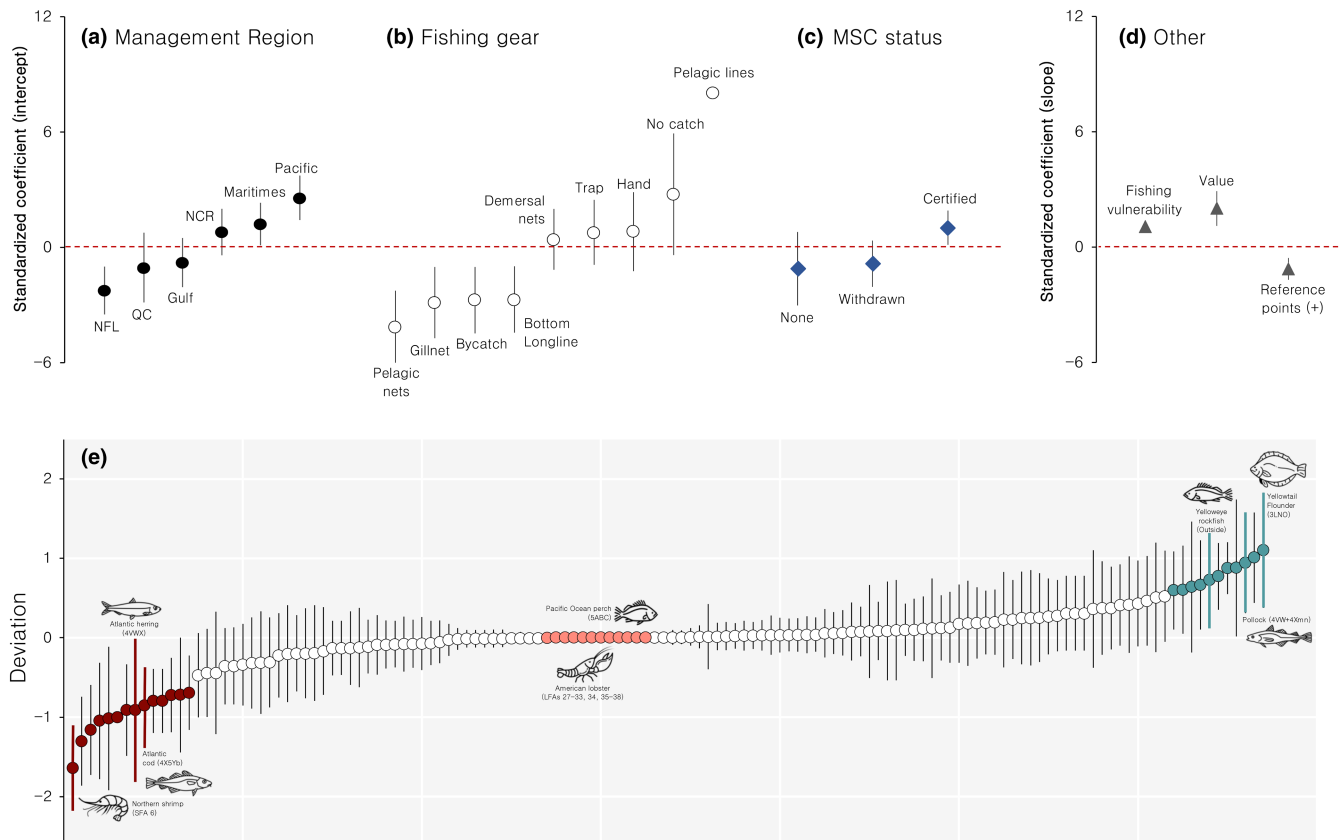 12
6
0
−6
Standardized coefficient (intercept)
(a) Management Region
NFL
QC
Gulf
NCR
Maritimes
Pacific
(b) Fishing gear
Pelagic
nets
Gillnet
Bycatch
Bottom
Longline
Demersal
nets
Trap
Hand
No catch
Pelagic lines
(c) MSC status
None
Withdrawn
Certified
12
6
0
−6
Standardized coefficient (slope)
(d) Other
Fishing
vulnerability
Value
Reference
points (+)
(e)
2
1
0
−1
−2
Deviation
Atlantic herring
(4VWX)
Atlantic
cod (4X5Yb)
Northern shrimp
(SFA 6)
Pacific Ocean perch
(5ABC)
American lobster
(LFAs 27−33, 34, 35−38)
Yelloweye
rockfish
(Outside)
Yellowtail
Flounder
(3LNO)
Pollock (4VW+4Xmn)